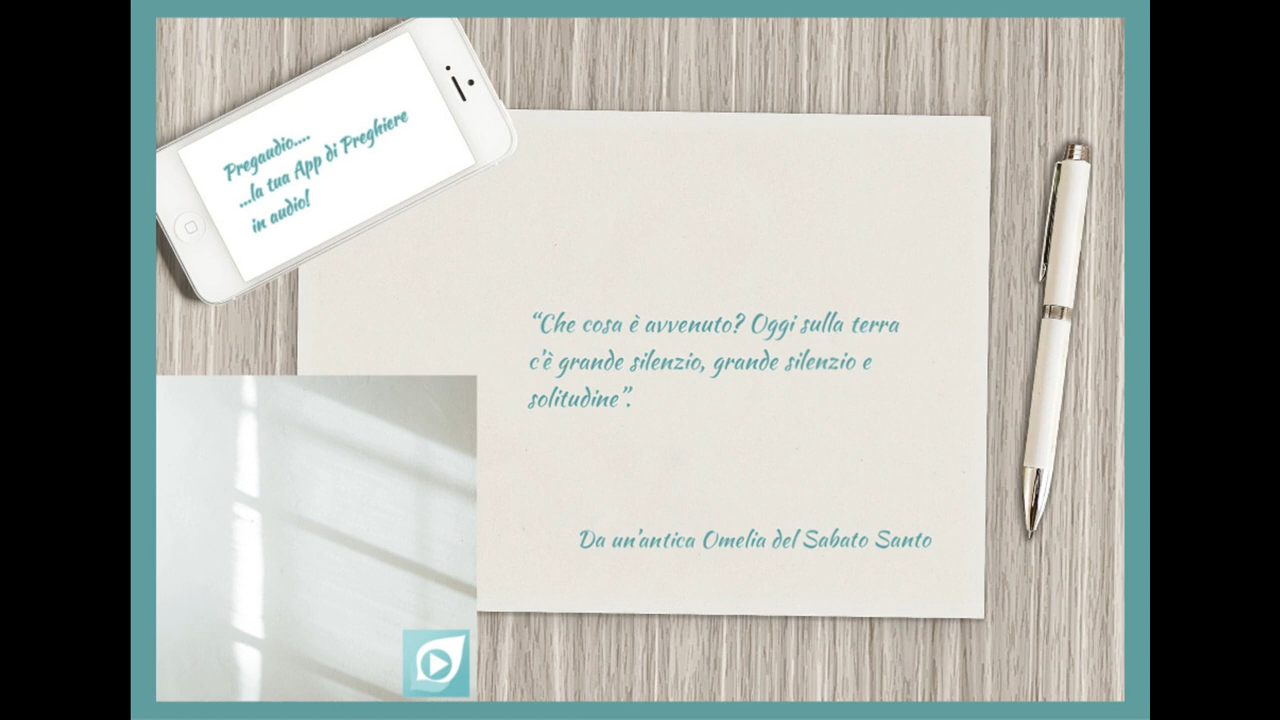 Pregaudio....
...la tua App di Preghiere
in audio!
“Che cosa è avvenuto? Oggi sulla terra
c'è grande silenzio, grande silenzio e
solitudine”.
Da un'antica Omelia del Sabato Santo